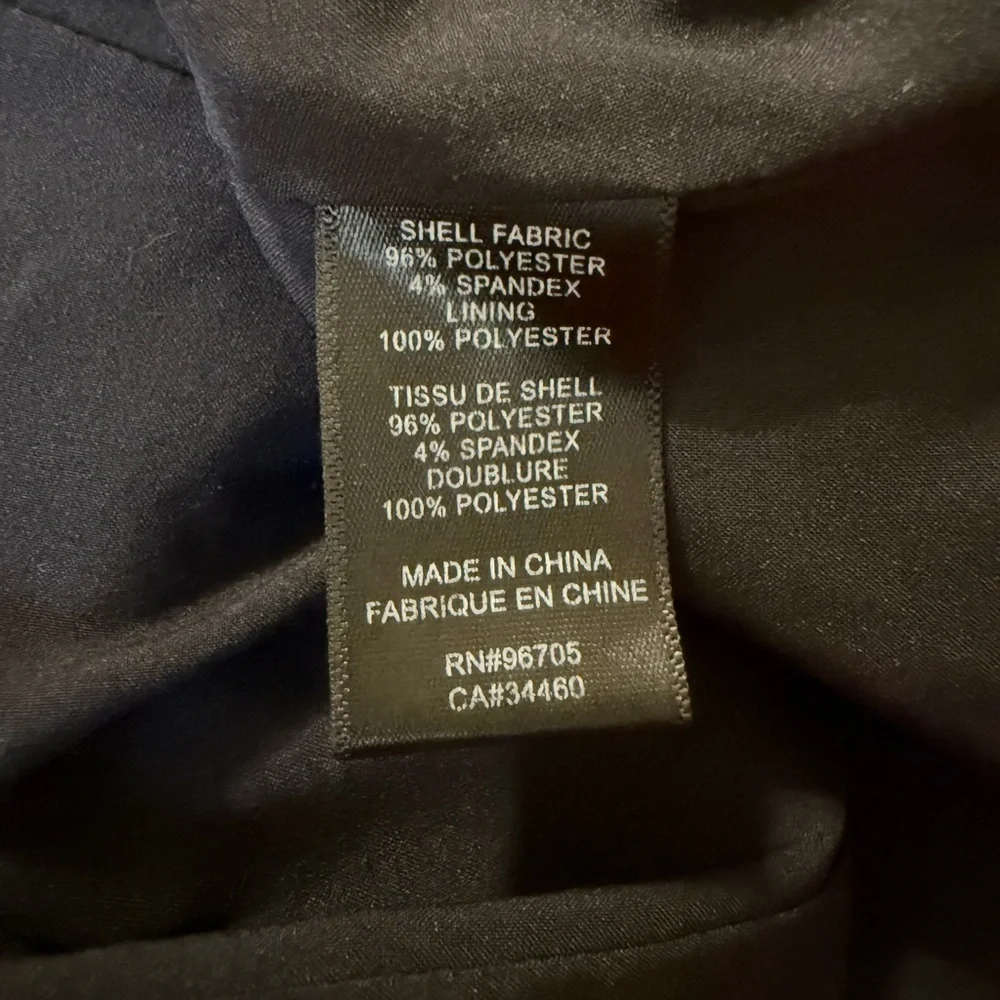 SHELL FABRIC
96% POLYESTER
4% SPANDEX
LINING
100% POLYESTER
TISSU DE SHELL
96% POLYESTER
4% SPANDEX
DOUBLURE
100% POLYESTER
MADE IN CHINA
FABRIQUE EN CHINE
RN#96705
CA#34460